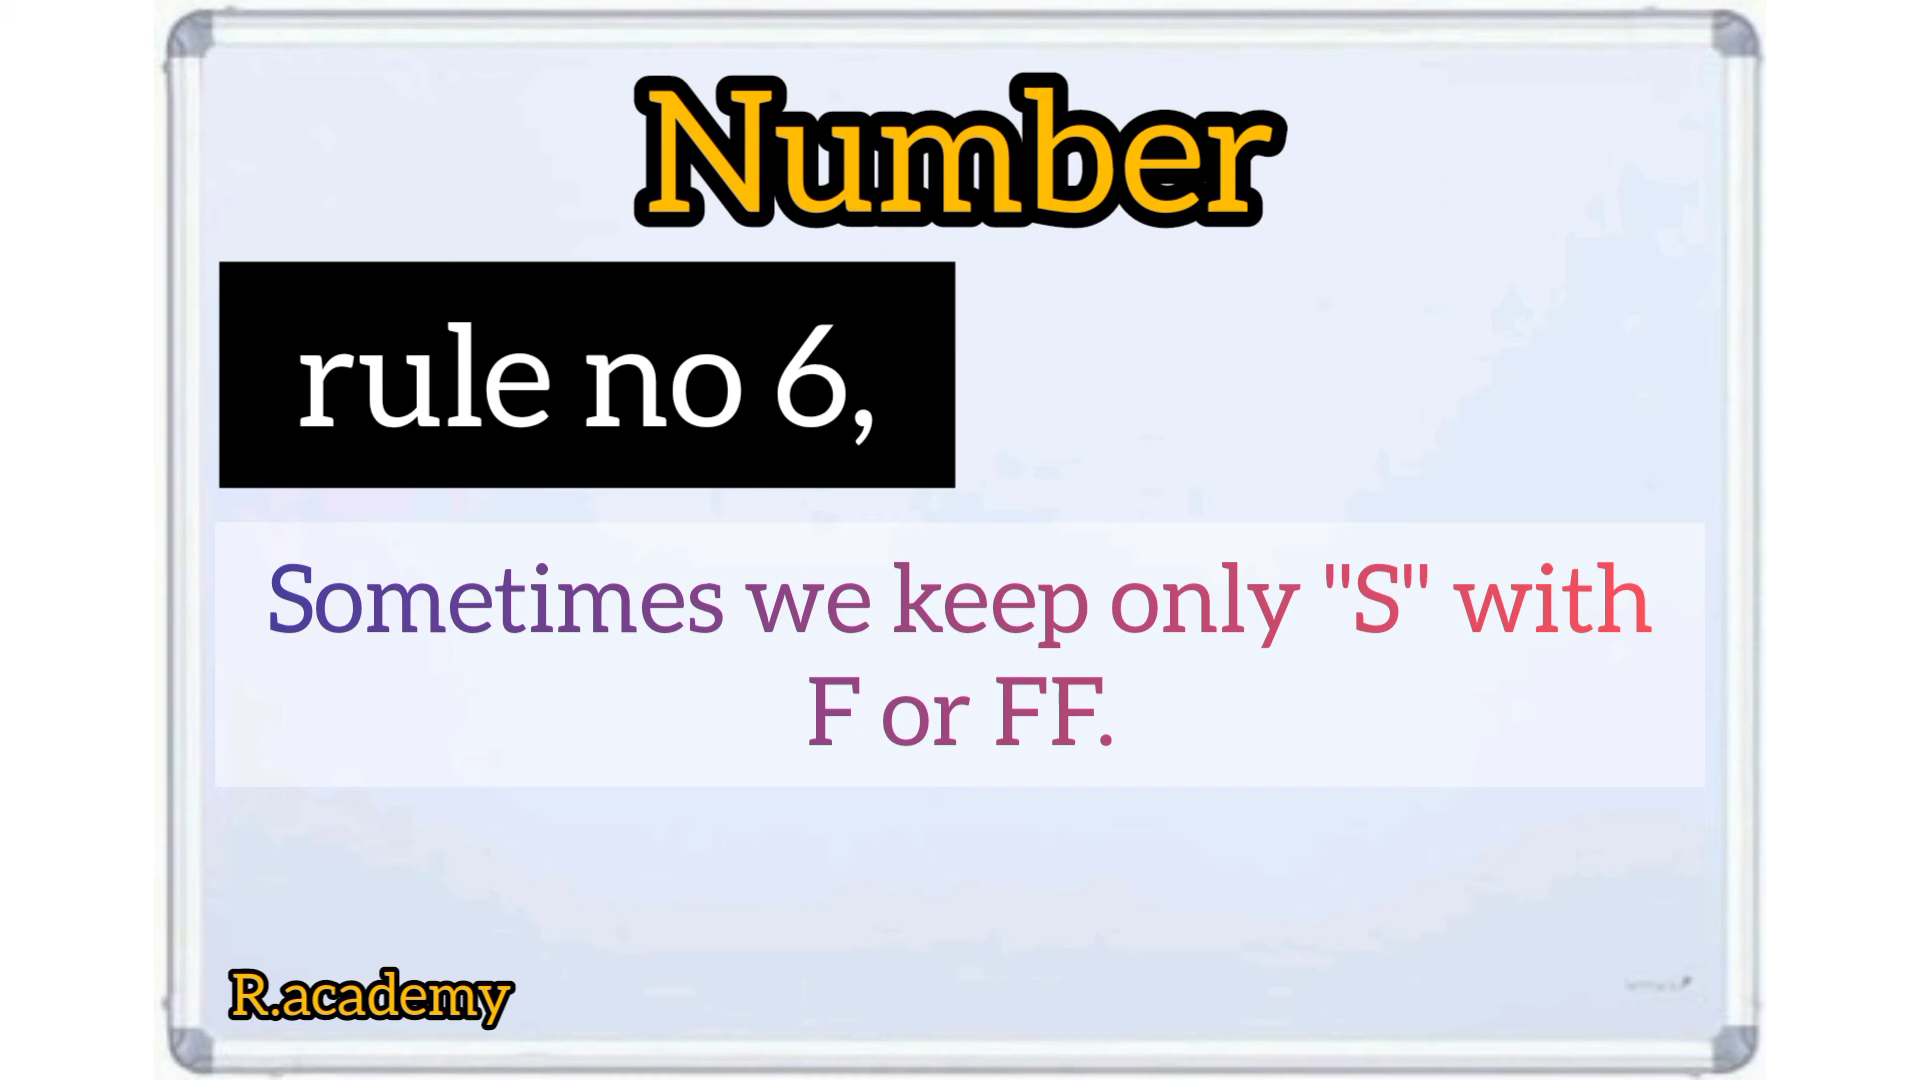 Number
rule no 6,
Sometimes we keep only "S" with
F or FF.
R.academy